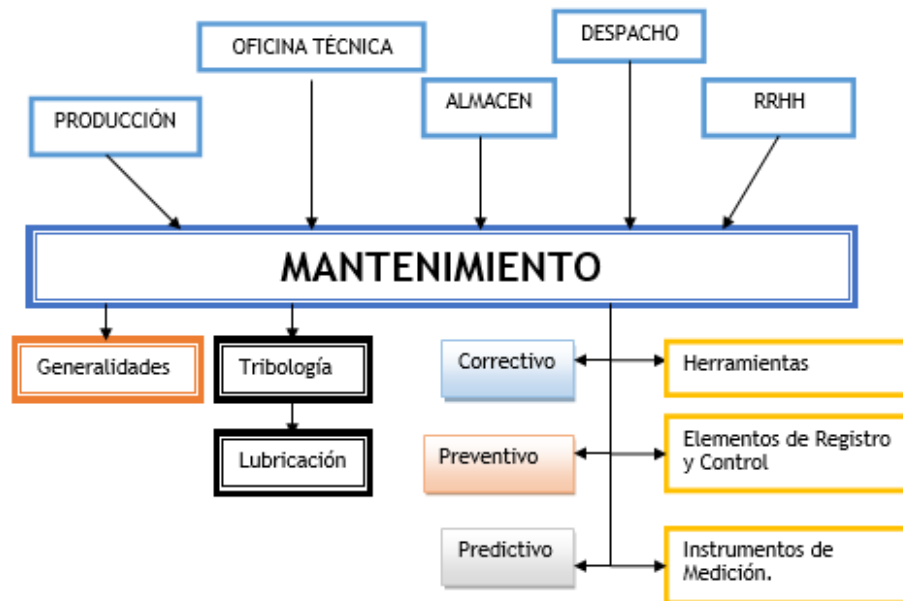 OFICINA TÉCNICA
DESPACHO
PRODUCCIÓN
ALMACEN
RRHH
MANTENIMIENTO
Generalidades
Tribología
Correctivo
Herramientas
Lubricación
Preventivo
Elementos de Registro
y Control
Predictivo
Instrumentos de
Medición.